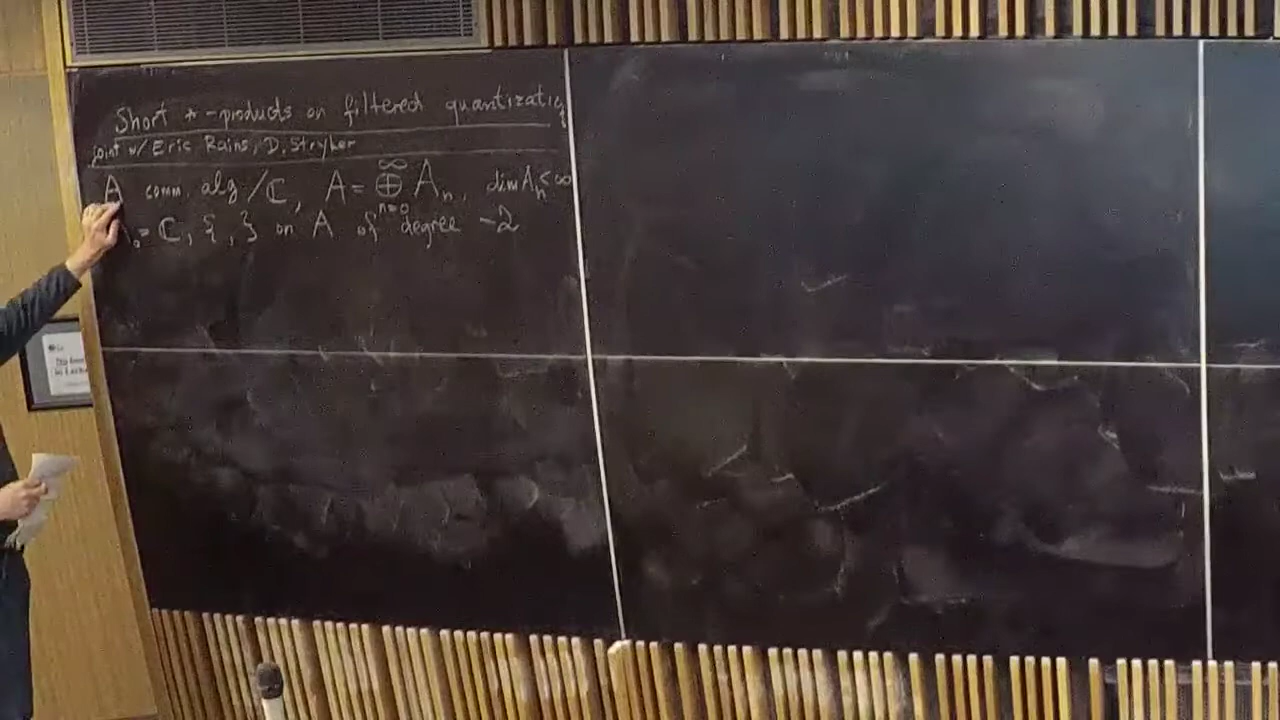 Short *-products on filtered quantizatio
joint w/ Eric Rains, D. Stryker
A comm. alg. /ℂ, A = ⊕_{n=0}^{∞} A_n, dim A_n < ∞
₀ = ℂ, { , } on A of degree -2